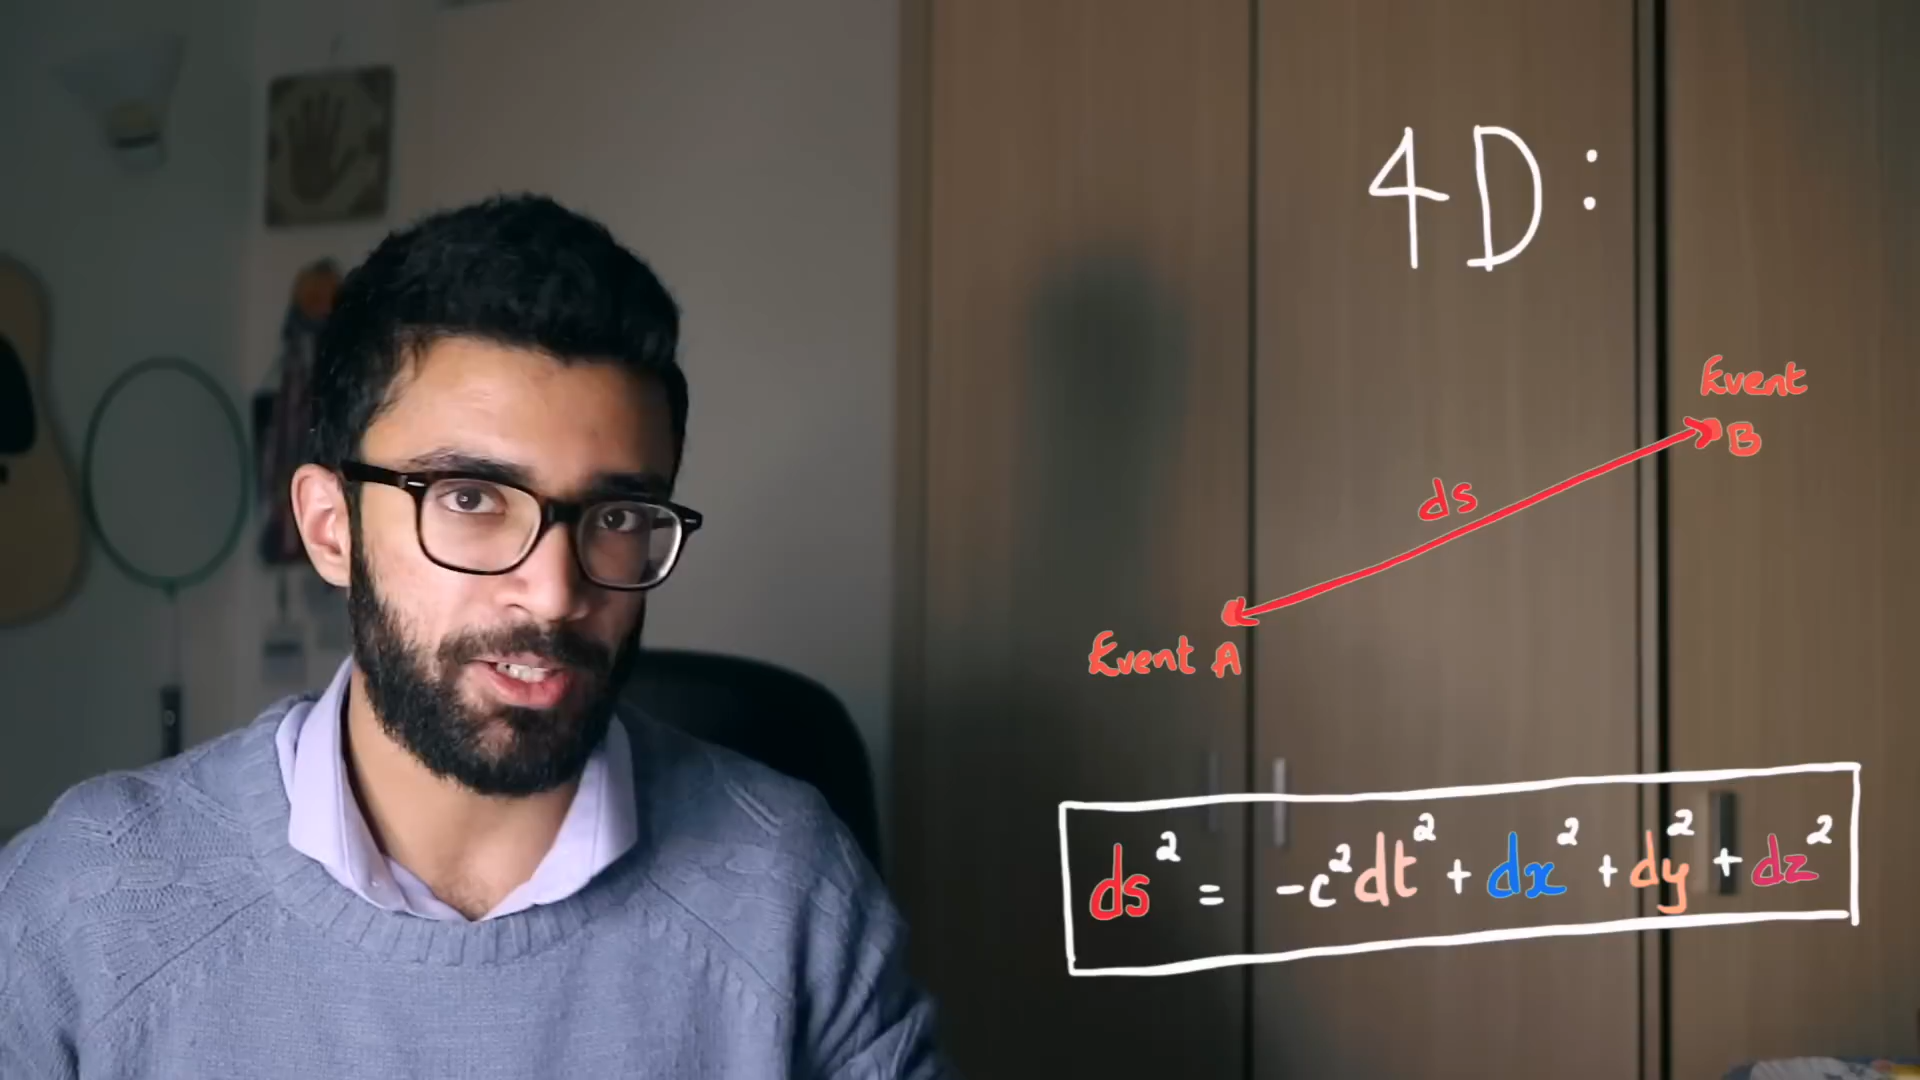 4D:
Event
B
ds
Event A
ds² = -c²dt² + dx² + dy² + dz²